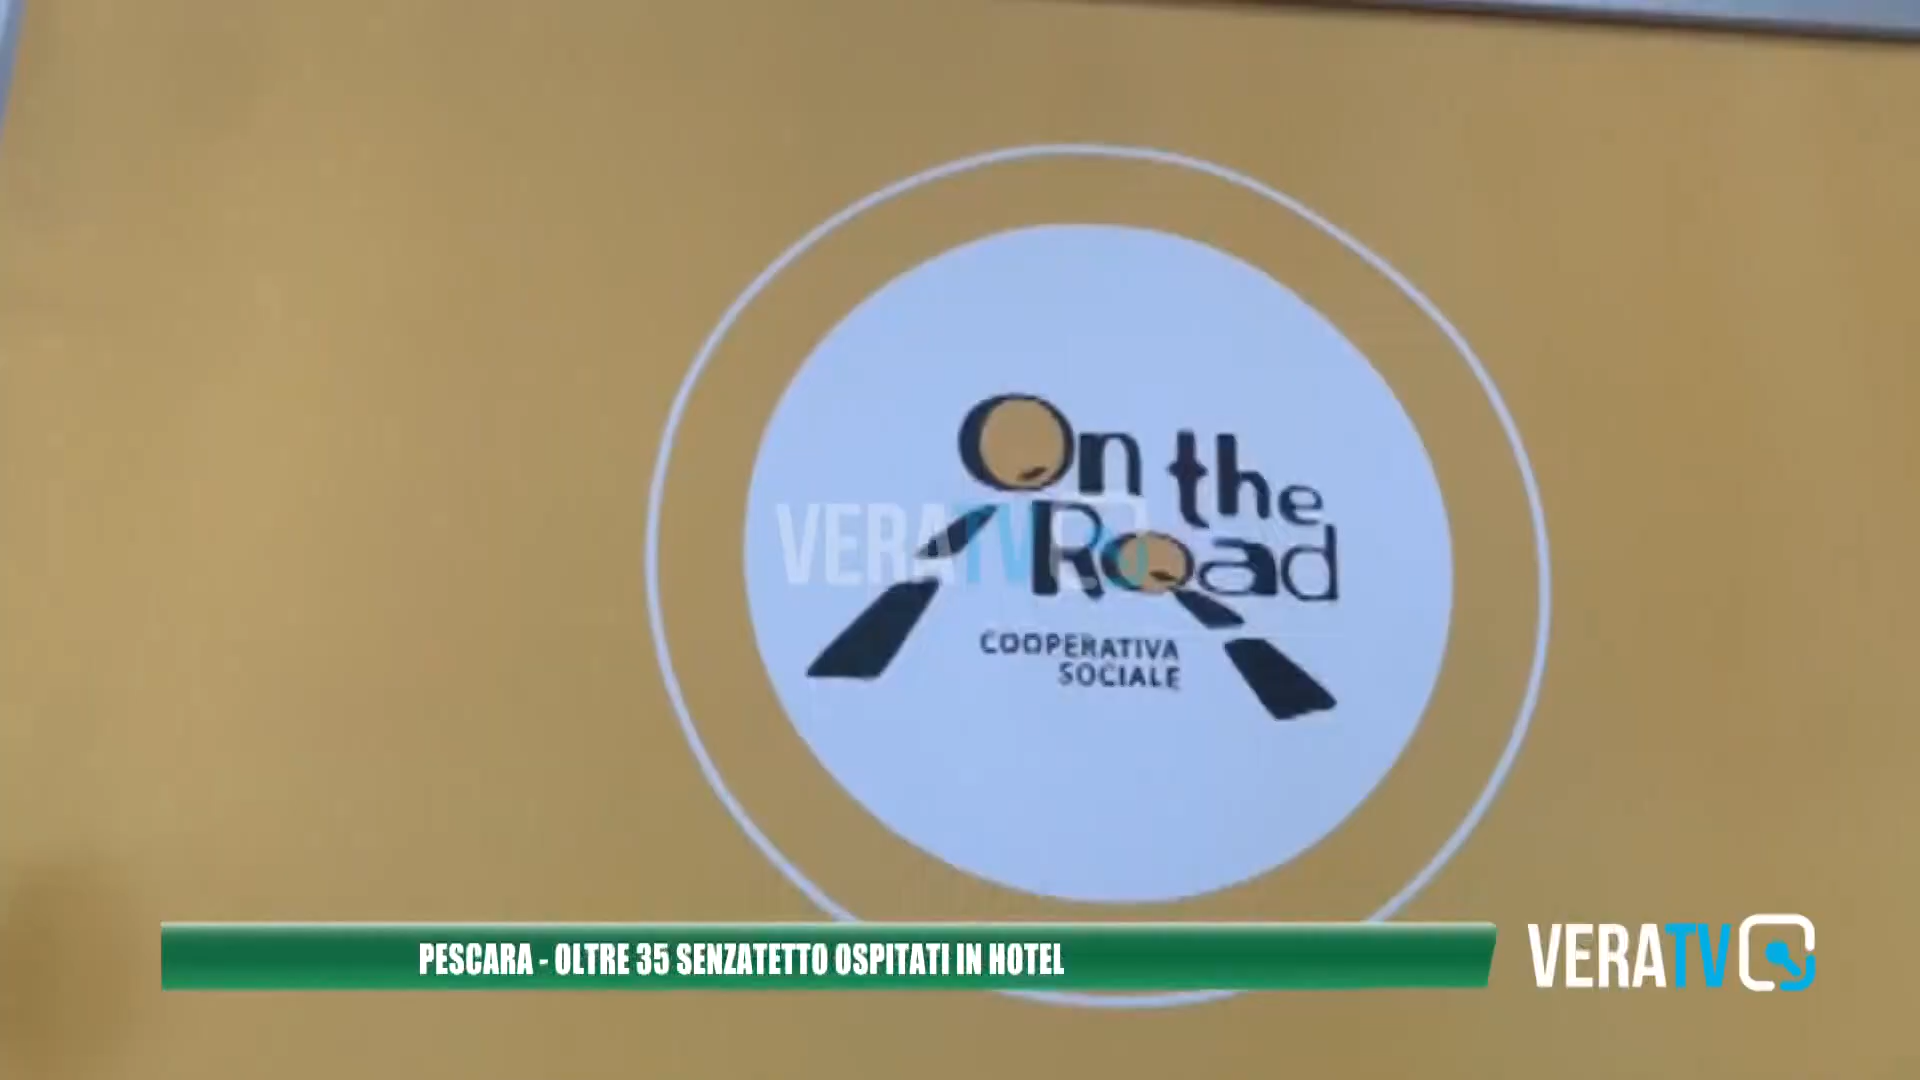 On the
Road
COOPERATIVA
SOCIALE
VERATV
PESCARA - OLTRE 35 SENZATETTO OSPITATI IN HOTEL
VERATV